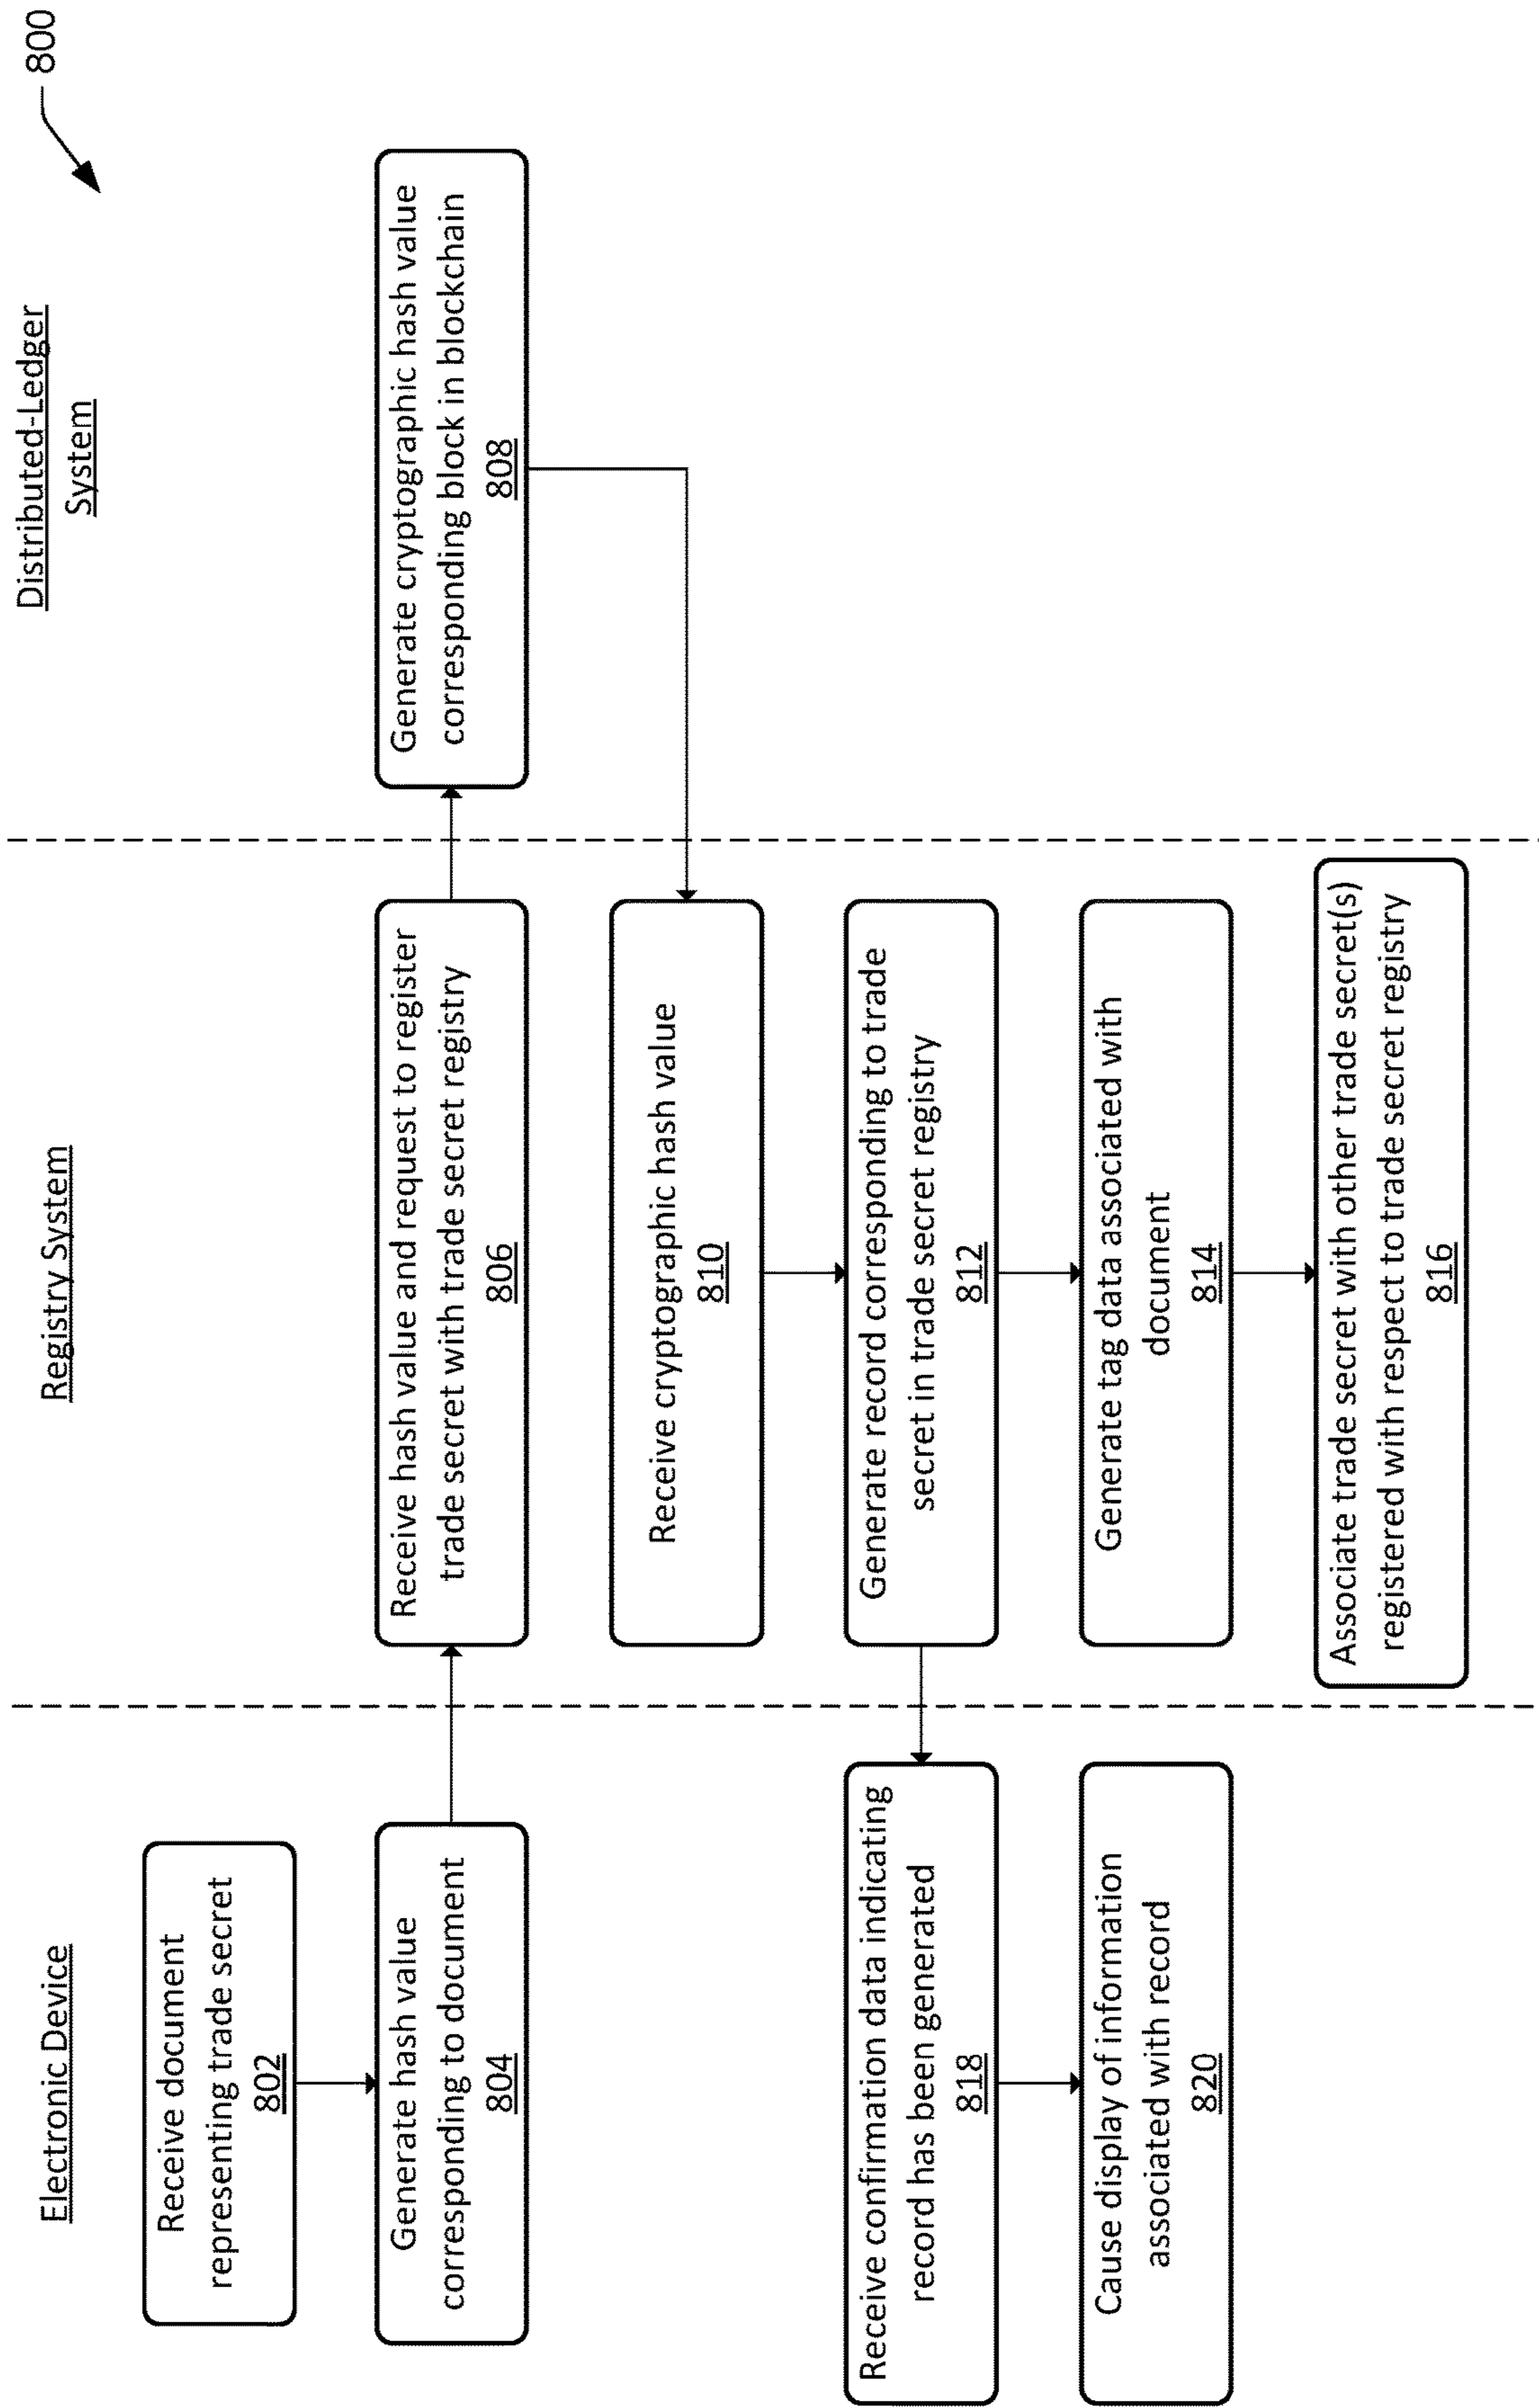 800
Electronic Device
Registry System
Distributed-Ledger
System
Receive document
representing trade secret
802
Generate hash value
corresponding to document
804
Receive hash value and request to register
trade secret with trade secret registry
806
Generate cryptographic hash value
corresponding block in blockchain
808
Receive cryptographic hash value
810
Generate record corresponding to trade
secret in trade secret registry
812
Generate tag data associated with
document
814
Associate trade secret with other trade secret(s)
registered with respect to trade secret registry
816
Receive confirmation data indicating
record has been generated
818
Cause display of information
associated with record
820